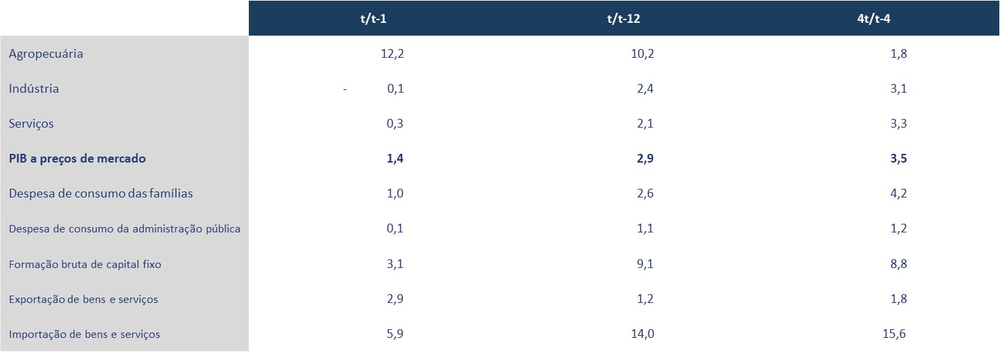 t/t-1 t/t-12 4t/t-4
Agropecuária 12,2 10,2 1,8
Indústria - 0,1 2,4 3,1
Serviços 0,3 2,1 3,3
PIB a preços de mercado 1,4 2,9 3,5
Despesa de consumo das famílias 1,0 2,6 4,2
Despesa de consumo da administração pública 0,1 1,1 1,2
Formação bruta de capital fixo 3,1 9,1 8,8
Exportação de bens e serviços 2,9 1,2 1,8
Importação de bens e serviços 5,9 14,0 15,6